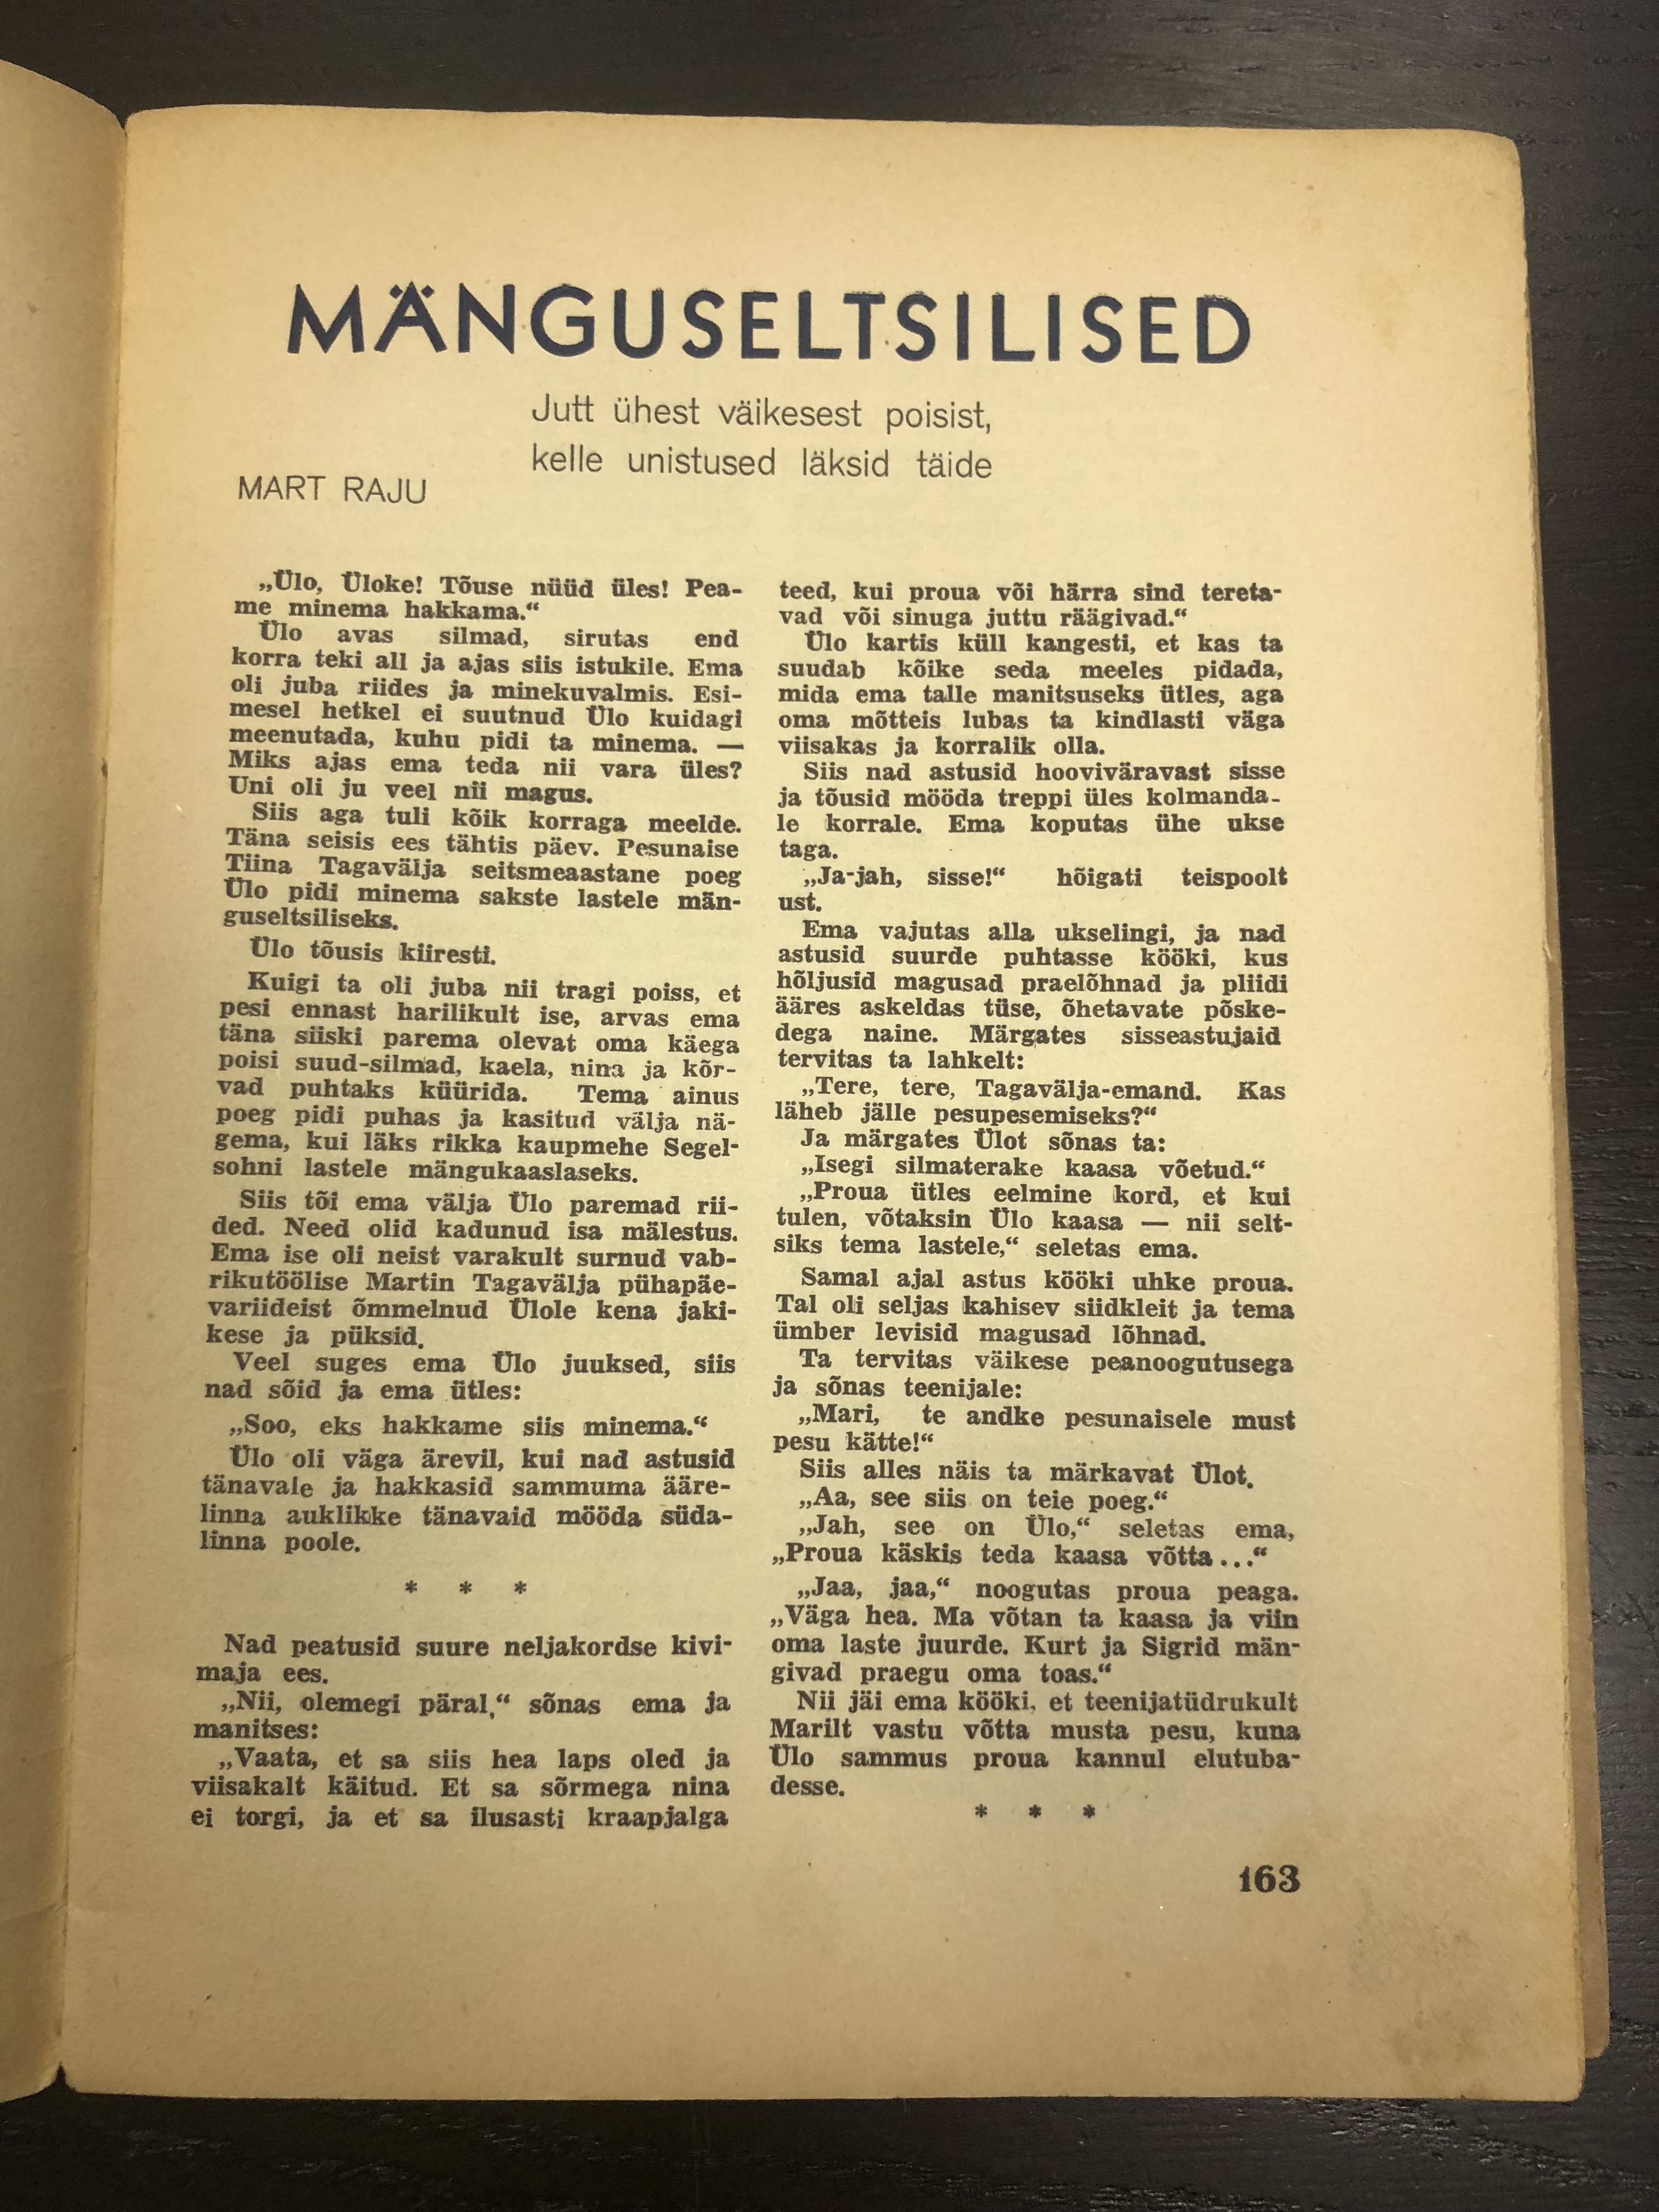 MÄNGUSELTSILISED
Jutt ühest väikesest poisist,
kelle unistused läksid täide
MART RAJU
„Ülo, Üloke! Tõuse nüüd üles! Pea-
me minema hakkama.“
Ülo avas silmad, sirutas end
korra teki all ja ajas siis istukile. Ema
oli juba riides ja minekuvalmis. Esi-
mesel hetkel ei suutnud Ülo kuidagi
meenutada, kuhu pidi ta minema. —
Miks ajas ema teda nii vara üles?
Uni oli ju veel nii magus.
Siis aga tuli kõik korraga meelde.
Täna seisis ees tähtis päev. Pesunaise
Tiina Tagavälja seitsmeaastane poeg
Ülo pidi minema sakste lastele män-
guseltsiliseks.
Ülo tõusis kiiresti.
Kuigi ta oli juba nii tragi poiss, et
pesi ennast harilikult ise, arvas ema
täna siiski parema olevat oma käega
poisi suud-silmad, kaela, nina ja kõr-
vad puhtaks küürida. Tema ainus
poeg pidi puhas ja kasitud välja nä-
gema, kui läks rikka kaupmehe Segel-
sohni lastele mängukaaslaseks.
Siis tõi ema välja Ülo paremad rii-
ded. Need olid kadunud isa mälestus.
Ema ise oli neist varakult surnud vab-
rikutöölise Martin Tagavälja pühapäe-
variideist õmmelnud Ülole kena jaki-
kese ja püksid.
Veel suges ema Ülo juuksed, siis
nad sõid ja ema ütles:
„Soo, eks hakkame siis minema.“
Ülo oli väga ärevil, kui nad astusid
tänavale ja hakkasid sammuma ääre-
linna auklikke tänavaid mööda süda-
linna poole.
* * *
Nad peatusid suure neljakordse kivi-
maja ees.
„Nii, olemegi päral,“ sõnas ema ja
manitses:
„Vaata, et sa siis hea laps oled ja
viisakalt käitud. Et sa sõrmega nina
ei torgi, ja et sa ilusasti kraapjalga
teed, kui proua või härra sind tereta-
vad või sinuga juttu räägivad.“
Ülo kartis küll kangesti, et kas ta
suudab kõike seda meeles pidada,
mida ema talle manitsuseks ütles, aga
oma mõtteis lubas ta kindlasti väga
viisakas ja korralik olla.
Siis nad astusid hooviväravast sisse
ja tõusid mööda treppi üles kolmanda-
le korrale. Ema koputas ühe ukse
taga.
„Ja-jah, sisse!“ hõigati teispoolt
ust.
Ema vajutas alla ukselingi, ja nad
astusid suurde puhtasse kööki, kus
hõljusid magusad praelõhnad ja pliidi
ääres askeldas tüse, õhetavate põske-
dega naine. Märgates sisseastujaid
tervitas ta lahkelt:
„Tere, tere, Tagavälja-emand. Kas
läheb jälle pesupesemiseks?“
Ja märgates Ülot sõnas ta:
„Isegi silmaterake kaasa võetud.“
„Proua ütles eelmine kord, et kui
tulen, võtaksin Ülo kaasa — nii selt-
siks tema lastele,“ seletas ema.
Samal ajal astus kööki uhke proua.
Tal oli seljas kahisev siidkleit ja tema
ümber levisid magusad lõhnad.
Ta tervitas väikese peanoogutusega
ja sõnas teenijale:
„Mari, te andke pesunaisele must
pesu kätte!“
Siis alles näis ta märkavat Ülot.
„Aa, see siis on teie poeg.“
„Jah, see on Ülo,“ seletas ema,
„Proua käskis teda kaasa võtta...“
„Jaa, jaa,“ noogutas proua peaga.
„Väga hea. Ma võtan ta kaasa ja viin
oma laste juurde. Kurt ja Sigrid män-
givad praegu oma toas.“
Nii jäi ema kööki, et teenijatüdrukult
Marilt vastu võtta musta pesu, kuna
Ülo sammus proua kannul elutuba-
desse.
* * *
163